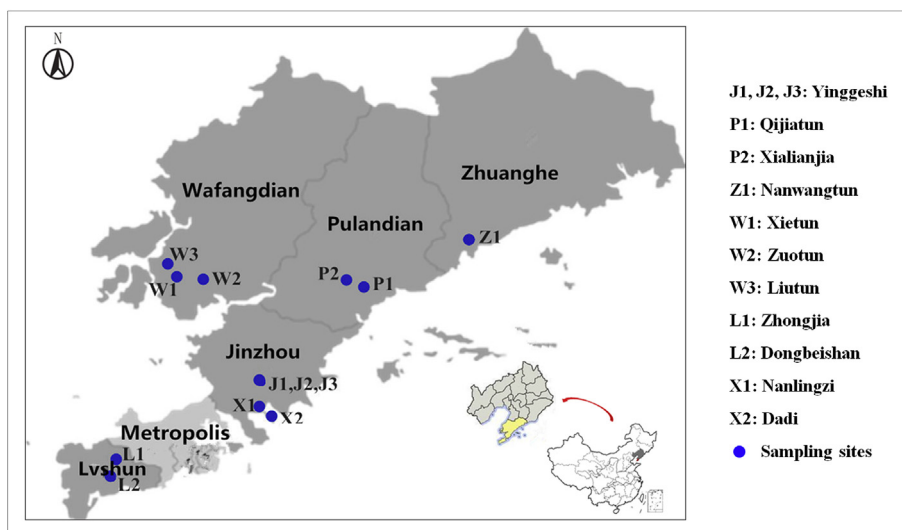 N
Wafangdian
Zhuanghe
Pulandian
Z1
W3
W1
W2
P2
P1
Jinzhou
J1,J2,J3
X1
X2
Metropolis
L1
Lvshun
L2
J1, J2, J3: Yinggeshi
P1: Qijiatun
P2: Xialianjia
Z1: Nanwangtun
W1: Xietun
W2: Zuotun
W3: Liutun
L1: Zhongjia
L2: Dongbeishan
X1: Nanlingzi
X2: Dadi
Sampling sites